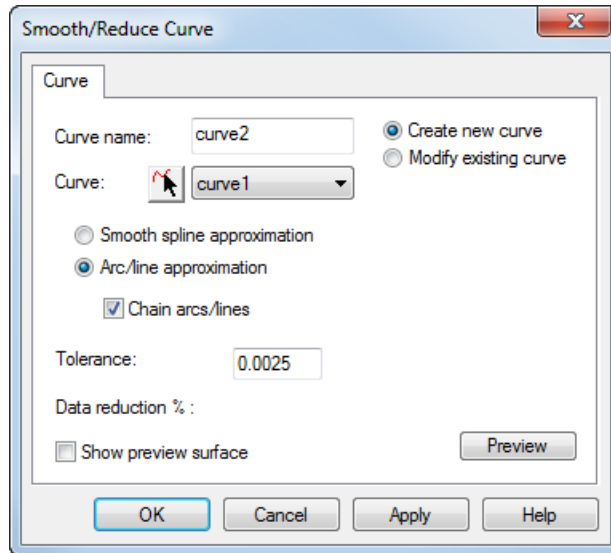 Smooth/Reduce Curve
Curve
Curve name: curve2
Create new curve
Modify existing curve
Curve: curve1
Smooth spline approximation
Arc/line approximation
Chain arcs/lines
Tolerance: 0.0025
Data reduction % :
Show preview surface
Preview
OK Cancel Apply Help